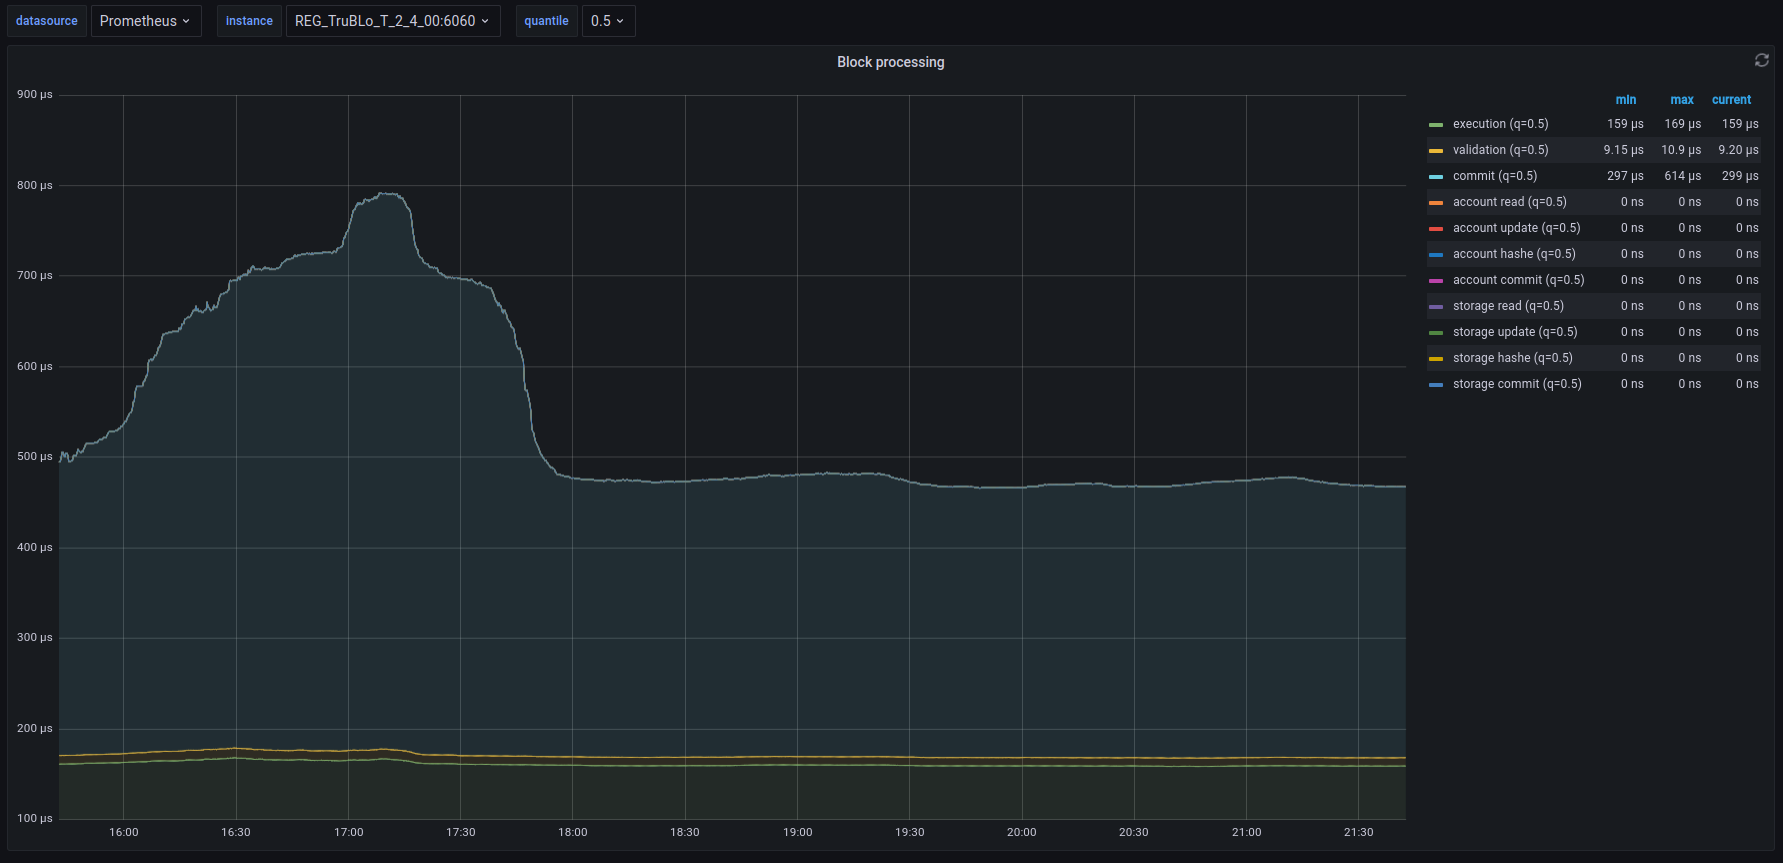 datasource Prometheus instance REG_TruBLo_T_2_4_00:6060 quantile 0.5
Block processing
900 µs
800 µs
700 µs
600 µs
500 µs
400 µs
300 µs
200 µs
100 µs
16:00 16:30 17:00 17:30 18:00 18:30 19:00 19:30 20:00 20:30 21:00 21:30
min max current
execution (q=0.5) 159 µs 169 µs 159 µs
validation (q=0.5) 9.15 µs 10.9 µs 9.20 µs
commit (q=0.5) 297 µs 614 µs 299 µs
account read (q=0.5) 0 ns 0 ns 0 ns
account update (q=0.5) 0 ns 0 ns 0 ns
account hashe (q=0.5) 0 ns 0 ns 0 ns
account commit (q=0.5) 0 ns 0 ns 0 ns
storage read (q=0.5) 0 ns 0 ns 0 ns
storage update (q=0.5) 0 ns 0 ns 0 ns
storage hashe (q=0.5) 0 ns 0 ns 0 ns
storage commit (q=0.5) 0 ns 0 ns 0 ns